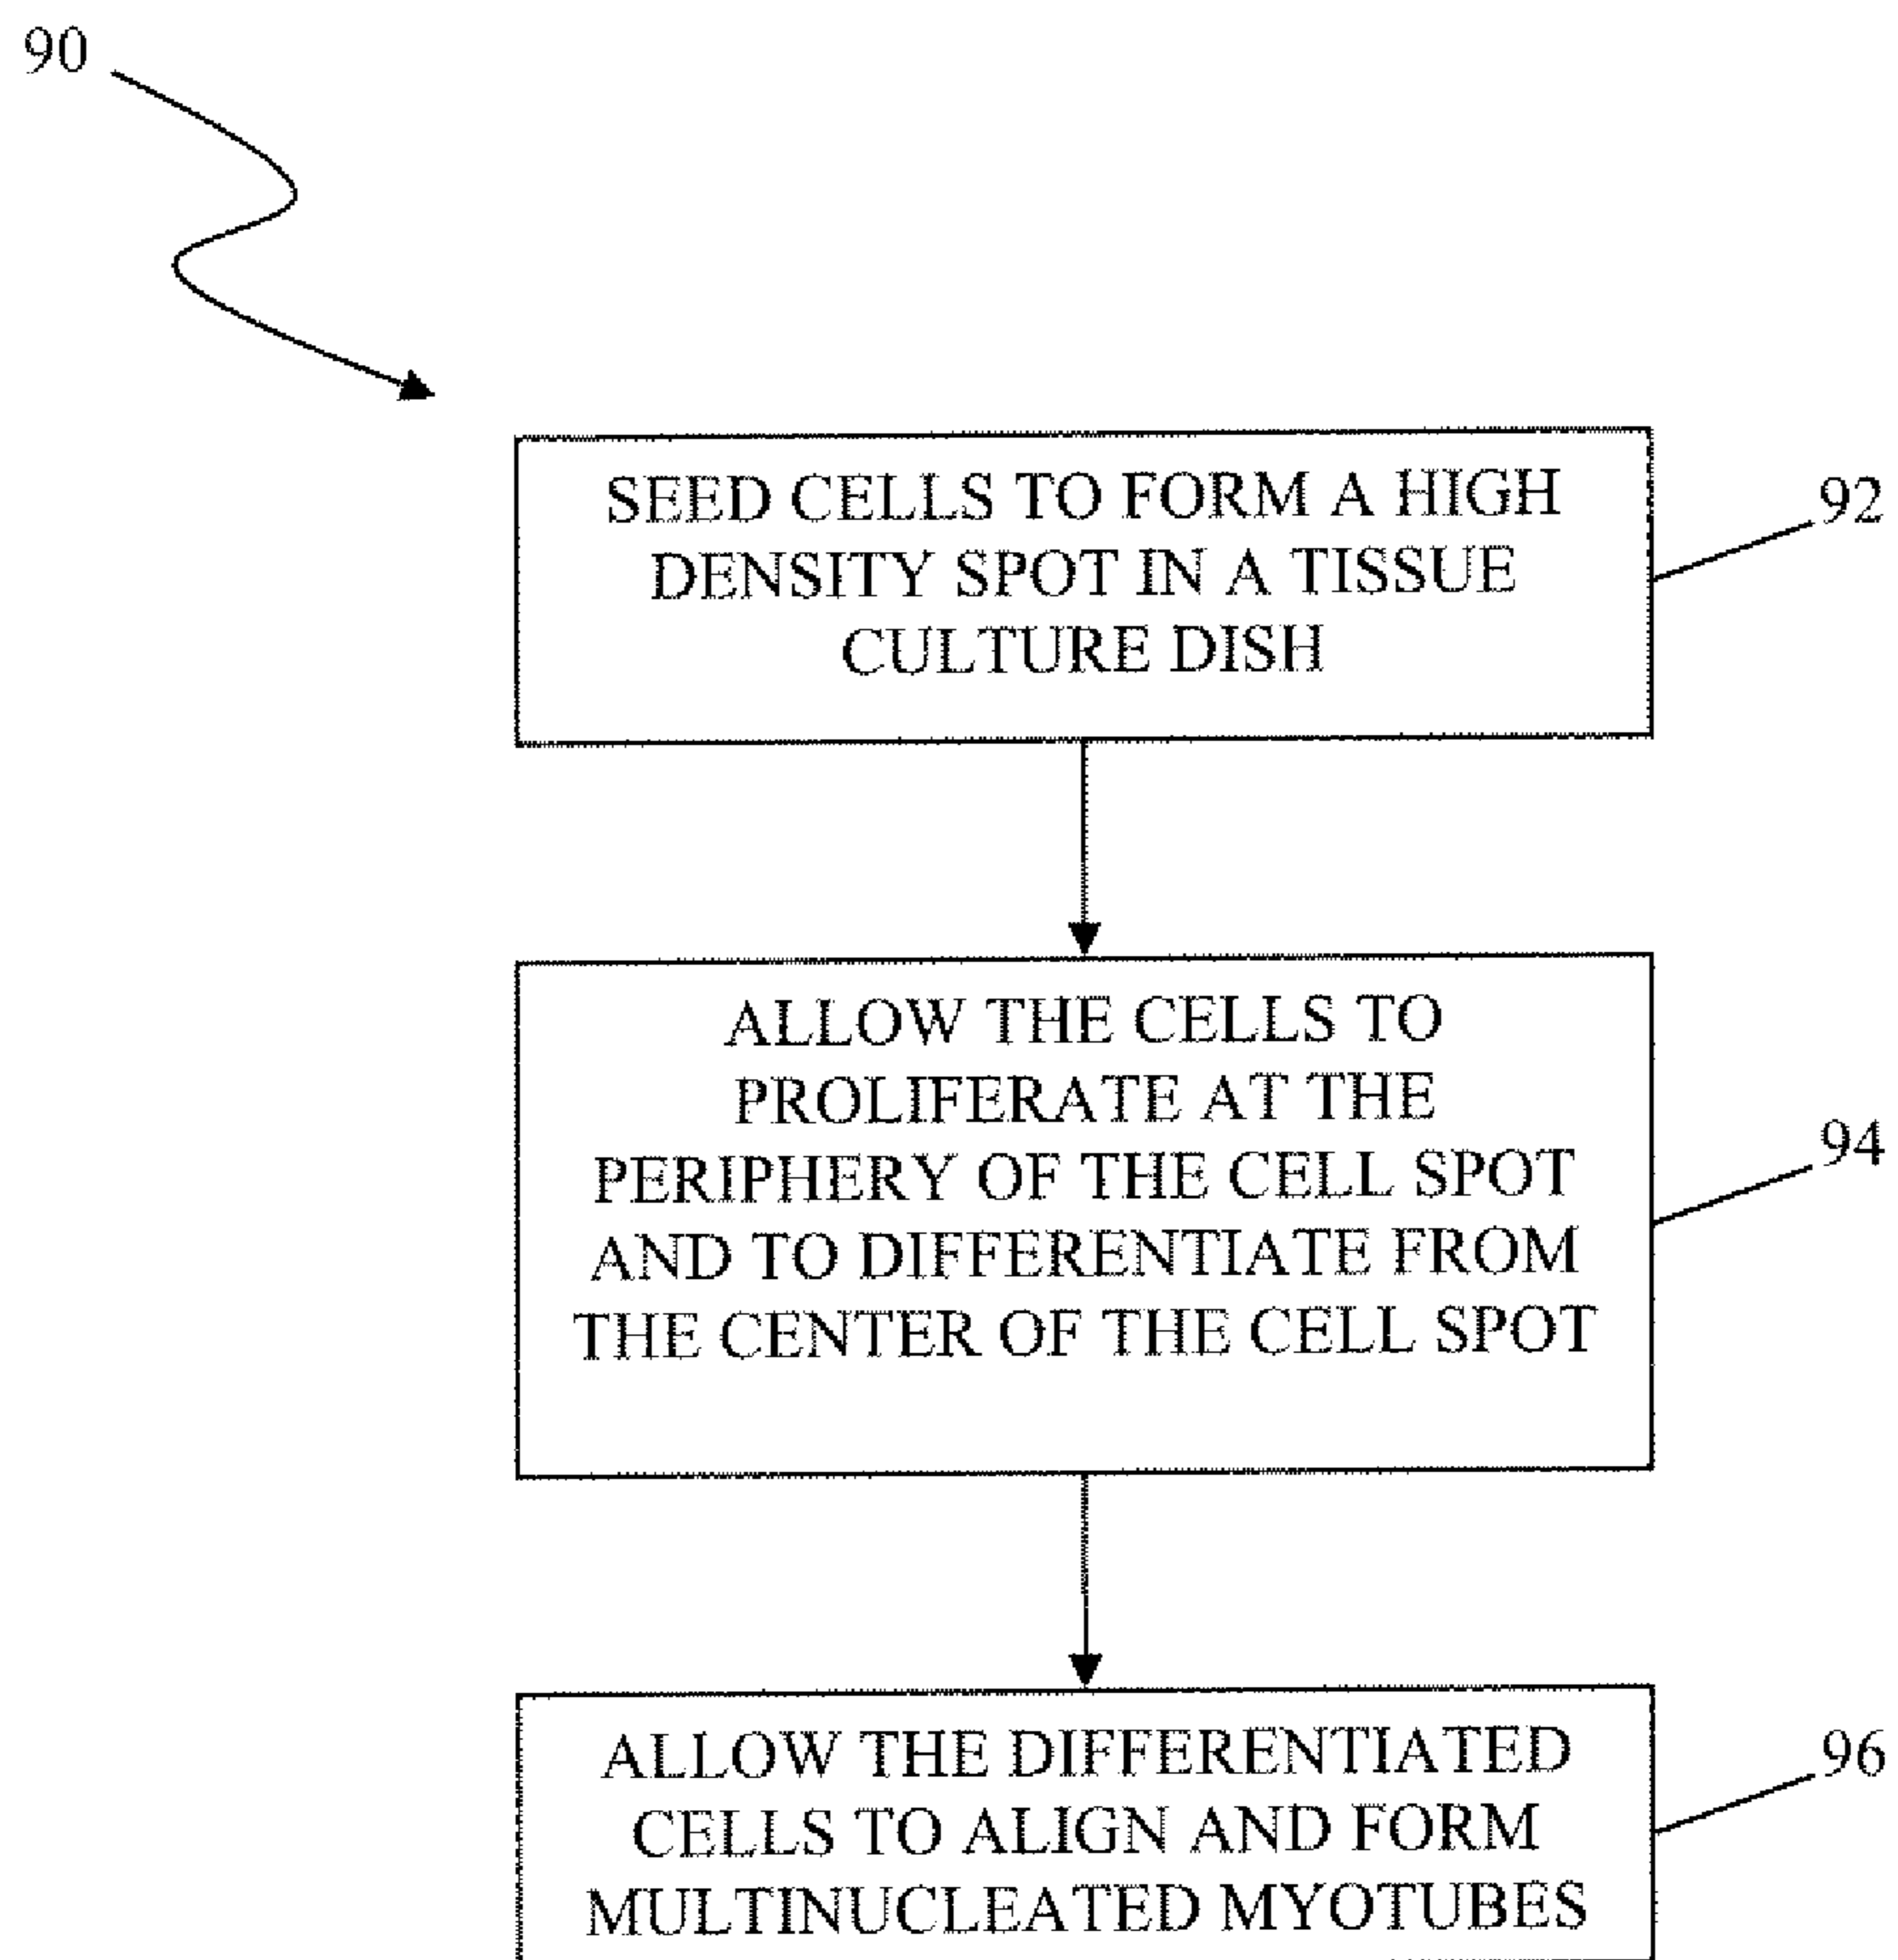 90
SEED CELLS TO FORM A HIGH
DENSITY SPOT IN A TISSUE
CULTURE DISH
92
ALLOW THE CELLS TO
PROLIFERATE AT THE
PERIPHERY OF THE CELL SPOT
AND TO DIFFERENTIATE FROM
THE CENTER OF THE CELL SPOT
94
ALLOW THE DIFFERENTIATED
CELLS TO ALIGN AND FORM
MULTINUCLEATED MYOTUBES
96